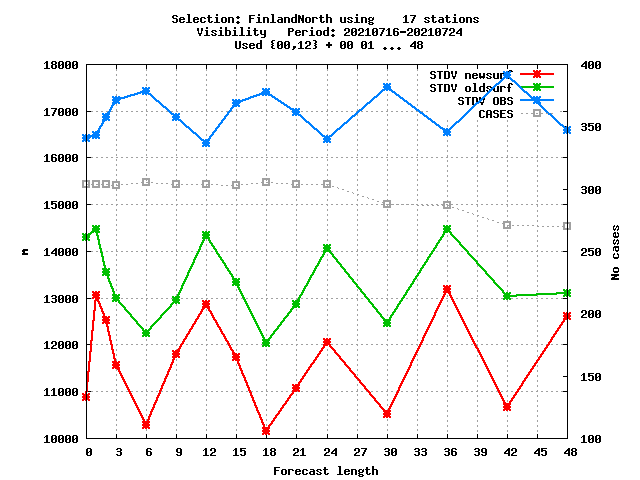 Selection: FinlandNorth using    17 stations
Visibility   Period: 20210716-20210724
Used {00,12} + 00 01 ... 48
18000
17000
16000
15000
14000
13000
12000
11000
10000
m
400
350
300
250
200
150
100
No cases
STDV newsurf
STDV oldsurf
STDV OBS
CASES
0 3 6 9 12 15 18 21 24 27 30 33 36 39 42 45 48
Forecast length